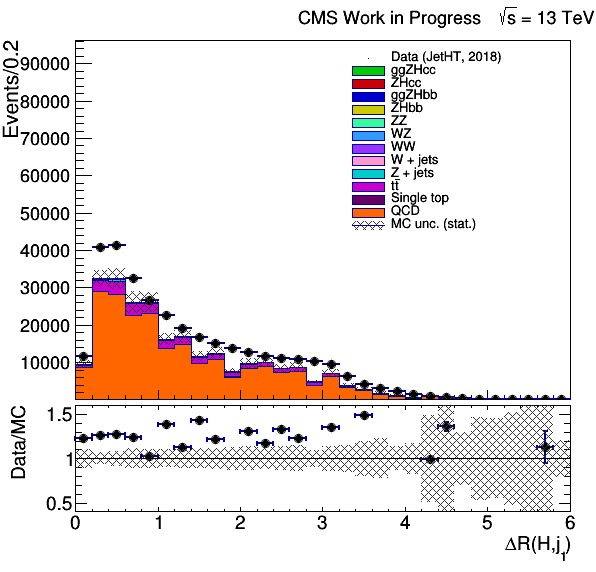 CMS Work in Progress √s = 13 TeV
Events/0.2
90000
80000
70000
60000
50000
40000
30000
20000
10000
Data (JetHT, 2018)
ggZHcc
ZHcc
ggZHbb
ZHbb
ZZ
WZ
WW
W + jets
Z + jets
tt̄
Single top
QCD
MC unc. (stat.)
Data/MC
1.5
1
0.5
0 1 2 3 4 5 6
ΔR(H,j₁)